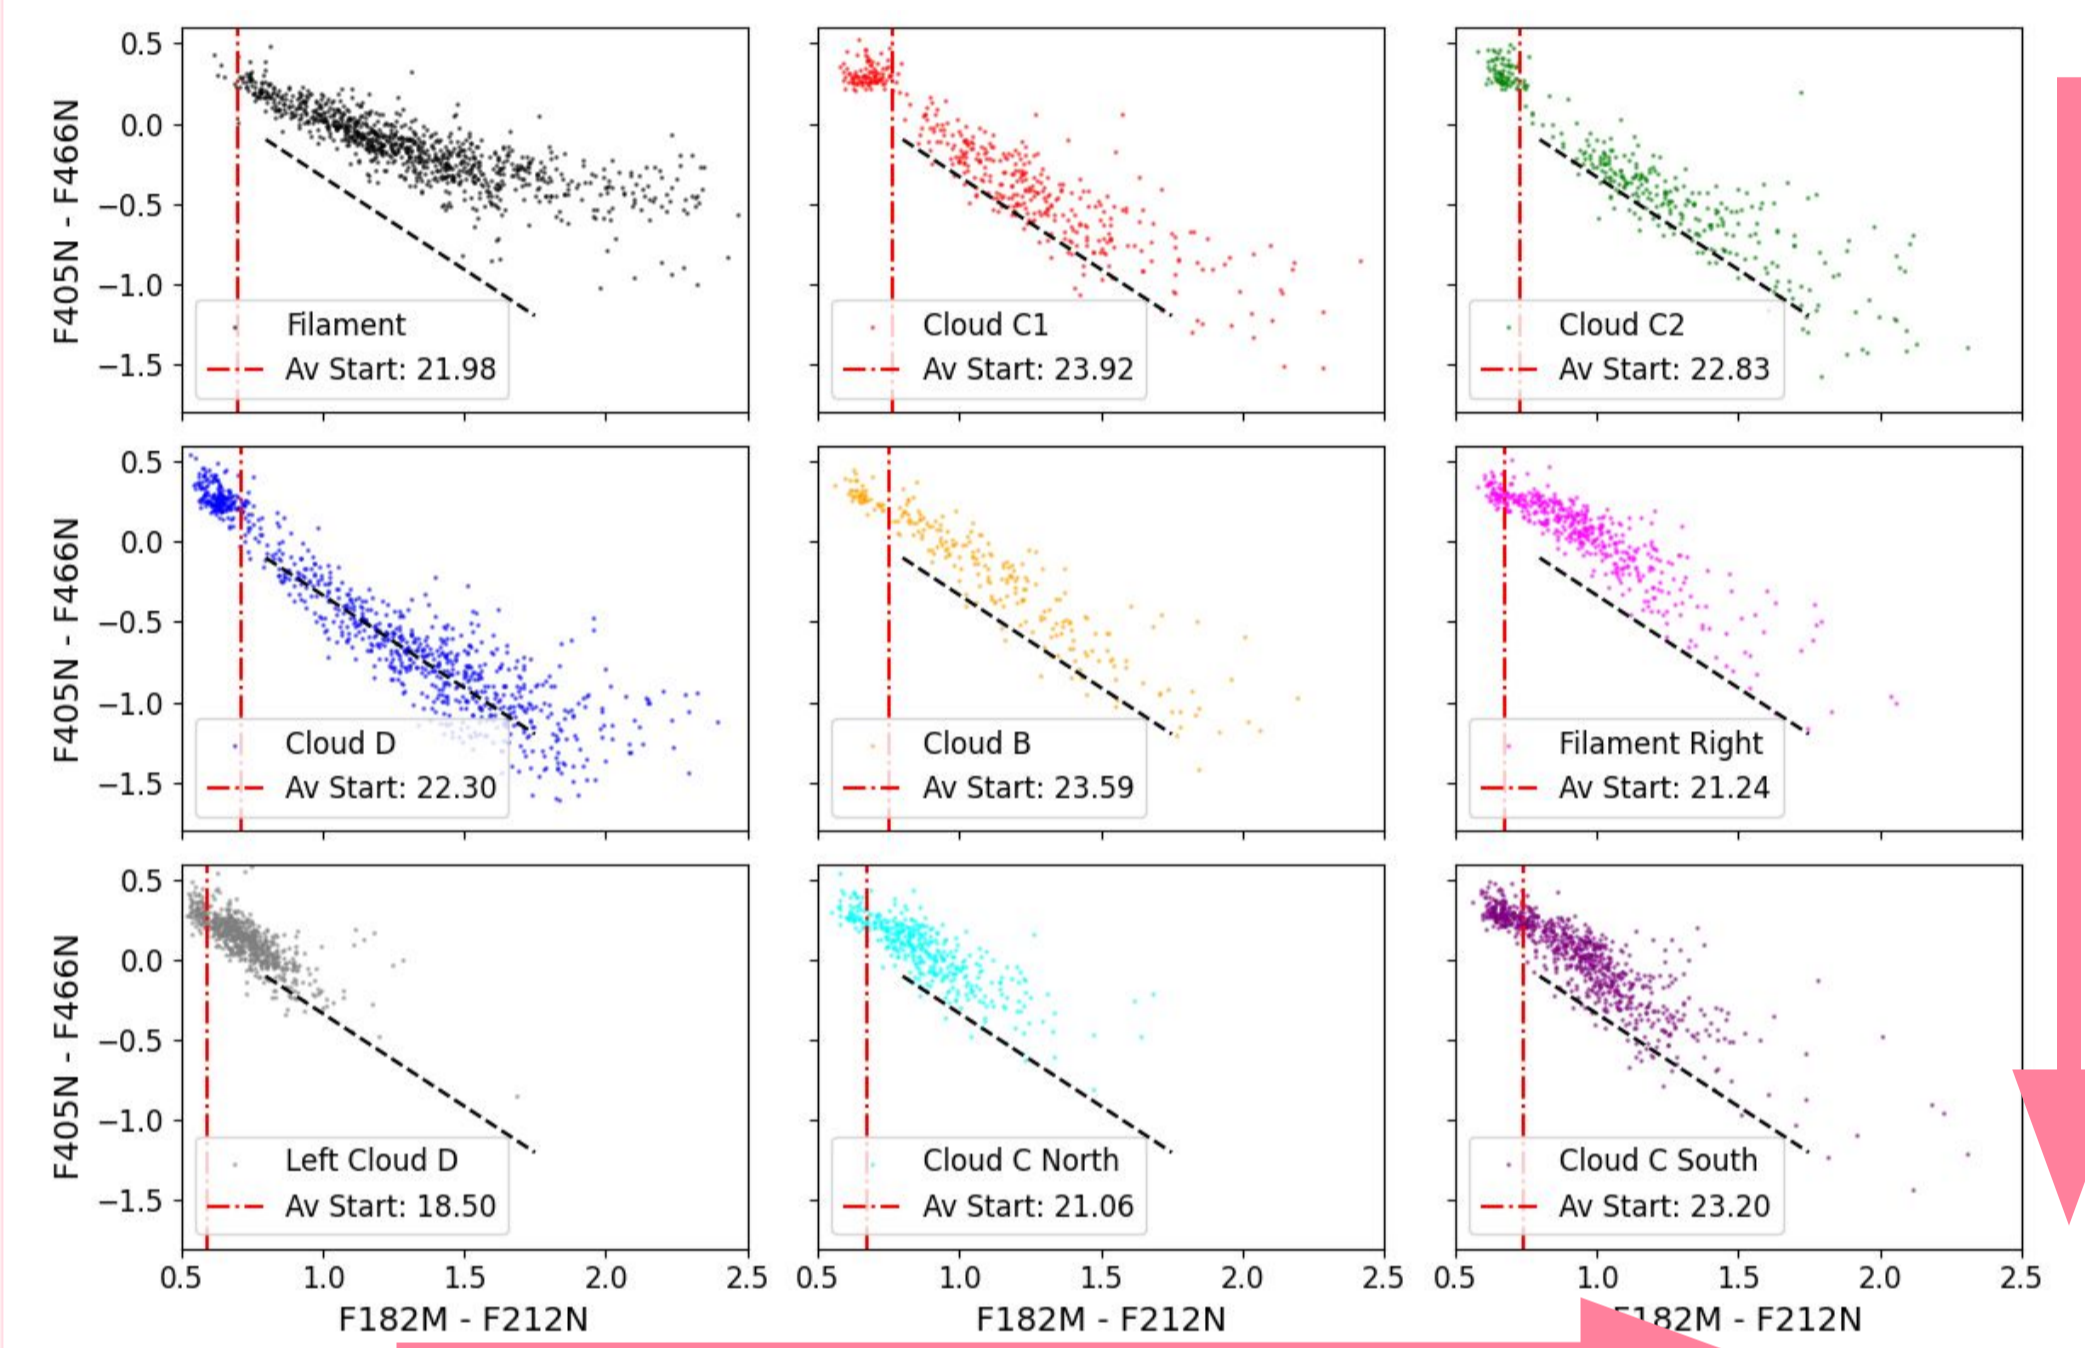 0.5
0.0
−0.5
−1.0
−1.5
F405N - F466N
Filament
Av Start: 21.98
Cloud C1
Av Start: 23.92
Cloud C2
Av Start: 22.83
0.5
0.0
−0.5
−1.0
−1.5
F405N - F466N
Cloud D
Av Start: 22.30
Cloud B
Av Start: 23.59
Filament Right
Av Start: 21.24
0.5
0.0
−0.5
−1.0
−1.5
F405N - F466N
Left Cloud D
Av Start: 18.50
Cloud C North
Av Start: 21.06
Cloud C South
Av Start: 23.20
0.5 1.0 1.5 2.0 2.5
0.5 1.0 1.5 2.0 2.5
0.5 1.0 1.5 2.0 2.5
F182M - F212N
F182M - F212N
F182M - F212N